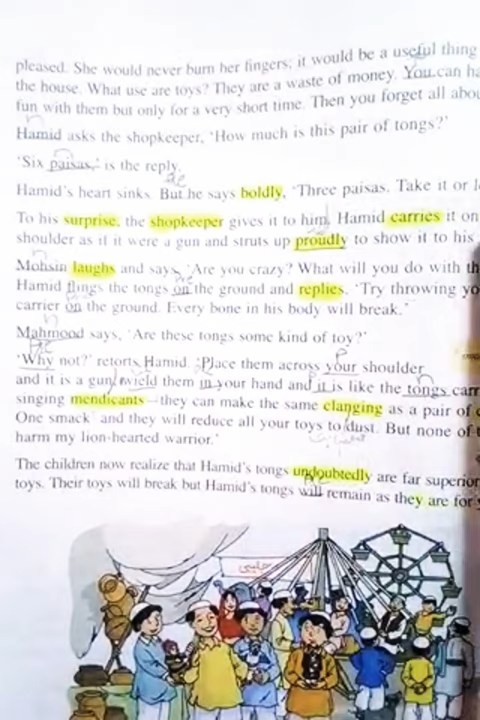 pleased. She would never burn her fingers; it would be a useful thing
the house. What use are toys? They are a waste of money. You can
fun with them but only for a very short time. Then you forget all
Hamid asks the shopkeeper, 'How much is this pair of tongs?'
'Six paisas,' is the reply.
Hamid's heart sinks. But he says boldly, 'Three paisas. Take it or
To his surprise, the shopkeeper gives it to him. Hamid carries it on
shoulder as if it were a gun and struts up proudly to show it to his
Mohsin laughs and says, 'Are you crazy? What will you do with
Hamid flings the tongs on the ground and replies, 'Try throwing
carrier on the ground. Every bone in his body will break.'
Mahmood says, 'Are these tongs some kind of toy?'
'Why not?' retorts Hamid. 'Place them across your shoulder
and it is a gun; wield them in your hand and it is like the tongs
singing mendicants—they can make the same clanging as a pair of
One smack and they will reduce all your toys to dust. But none of
harm my lion-hearted warrior.'
The children now realize that Hamid's tongs undoubtedly are far superior
toys. Their toys will break but Hamid's tongs will remain as they are for